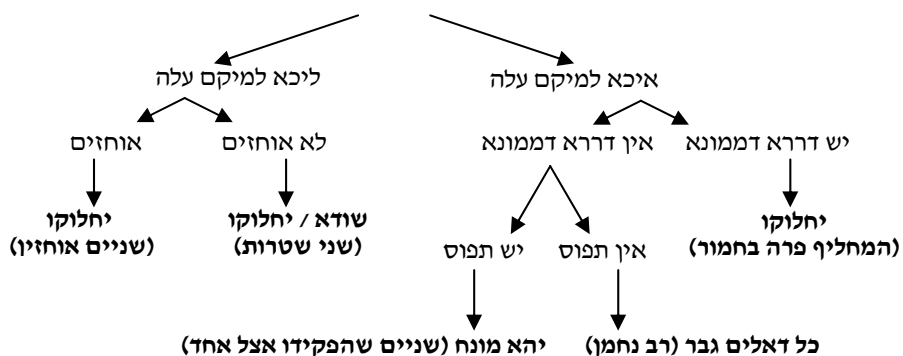 איכא למיקם עלה
ליכא למיקם עלה
יש דררא דממונא
אין דררא דממונא
לא אוחזים
אוחזים
יחלוקו
(המחליף פרה בחמור)
שודא / יחלוקו
(שני שטרות)
יחלוקו
(שניים אוחזין)
אין תפוס
יש תפוס
כל דאלים גבר (רב נחמן)
יהא מונח (שניים שהפקידו אצל אחד)